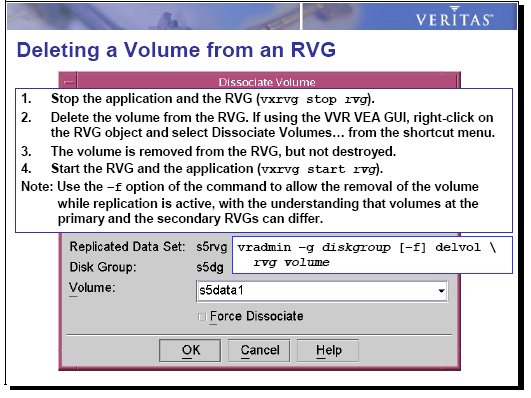 VERITAS™
Deleting a Volume from an RVG
Dissociate Volume
1. Stop the application and the RVG (vxrvg stop rvg).
2. Delete the volume from the RVG. If using the VVR VEA GUI, right-click on
the RVG object and select Dissociate Volumes… from the shortcut menu.
3. The volume is removed from the RVG, but not destroyed.
4. Start the RVG and the application (vxrvg start rvg).
Note: Use the –f option of the command to allow the removal of the volume
while replication is active, with the understanding that volumes at the
primary and the secondary RVGs can differ.
Replicated Data Set: s5rvg
vradmin –g diskgroup [–f] delvol \
rvg volume
Disk Group: s5dg
Volume: s5data1
Force Dissociate
OK Cancel Help